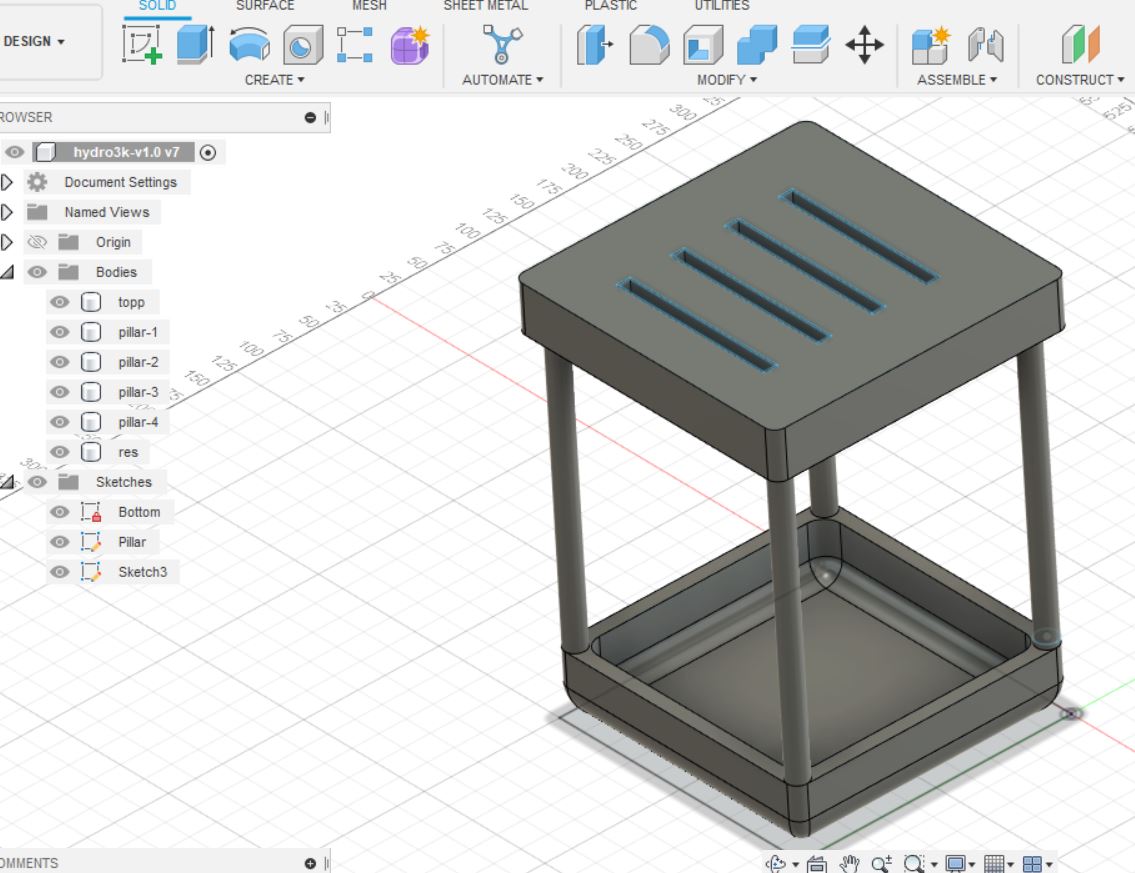 SOLID SURFACE MESH SHEET METAL PLASTIC UTILITIES
DESIGN
CREATE AUTOMATE MODIFY ASSEMBLE CONSTRUCT
ROWSER
hydro3k-v1.0 v7
Document Settings
Named Views
Origin
Bodies
topp
pillar-1
pillar-2
pillar-3
pillar-4
res
Sketches
Bottom
Pillar
Sketch3
OMMENTS
300
275
250
225
200
175
150
125
100
75
50
25
0
25
50
75
100
125
150
625